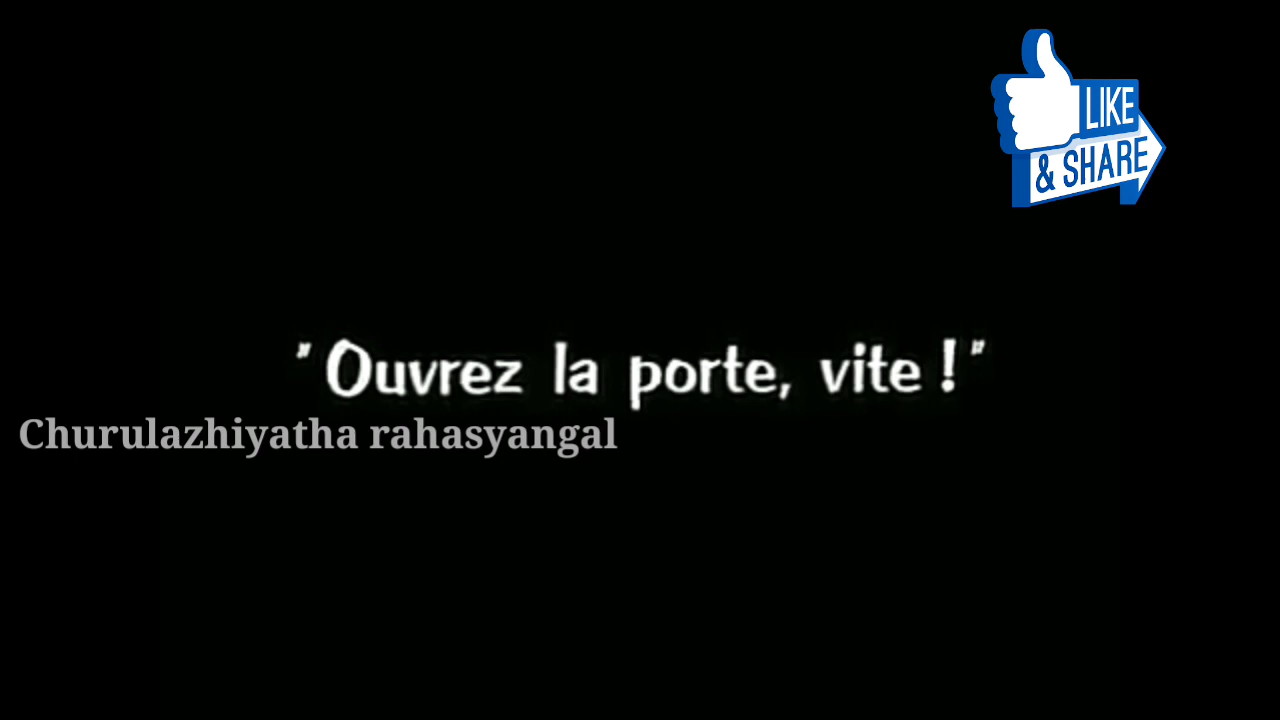 LIKE
& SHARE
" Ouvrez la porte, vite ! "
Churulazhiyatha rahasyangal